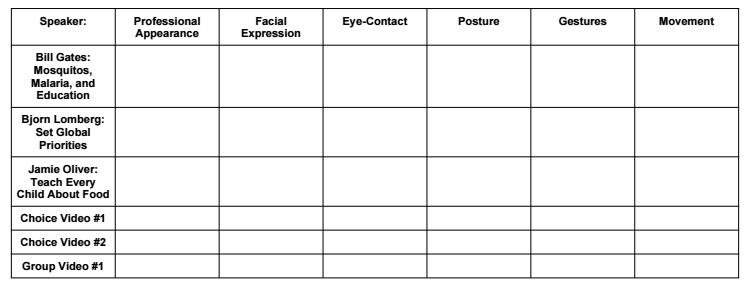 Speaker:
Professional
Appearance
Facial
Expression
Eye-Contact
Posture
Gestures
Movement
Bill Gates:
Mosquitos,
Malaria, and
Education
Bjorn Lomberg:
Set Global
Priorities
Jamie Oliver:
Teach Every
Child About Food
Choice Video #1
Choice Video #2
Group Video #1